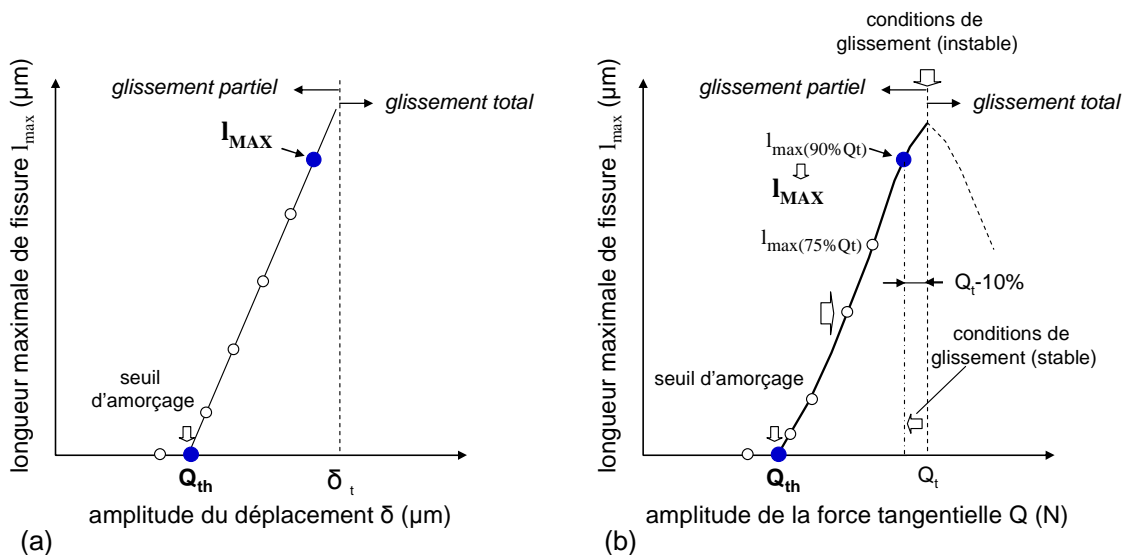 longueur maximale de fissure lmax (µm)
glissement partiel
glissement total
lMAX
seuil
d'amorçage
Qth
δ t
amplitude du déplacement δ (µm)
(a)
conditions de
glissement (instable)
longueur maximale de fissure lmax (µm)
glissement partiel
glissement total
lmax(90%Qt)
lMAX
lmax(75%Qt)
Qt-10%
conditions de
glissement (stable)
seuil d'amorçage
Qth
Qt
amplitude de la force tangentielle Q (N)
(b)